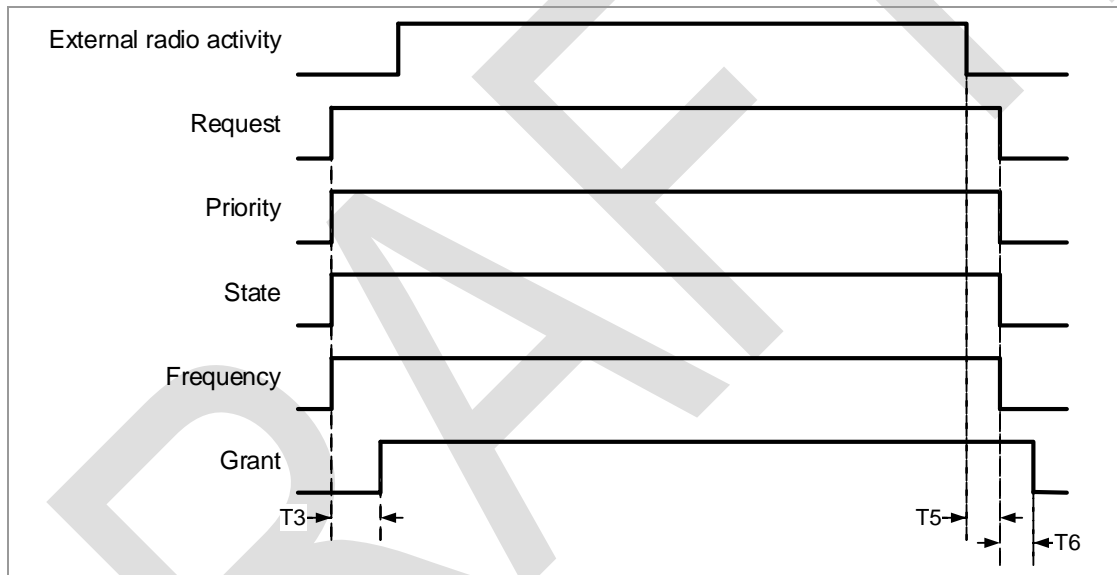 External radio activity
Request
Priority
State
Frequency
Grant
T3
T5
T6